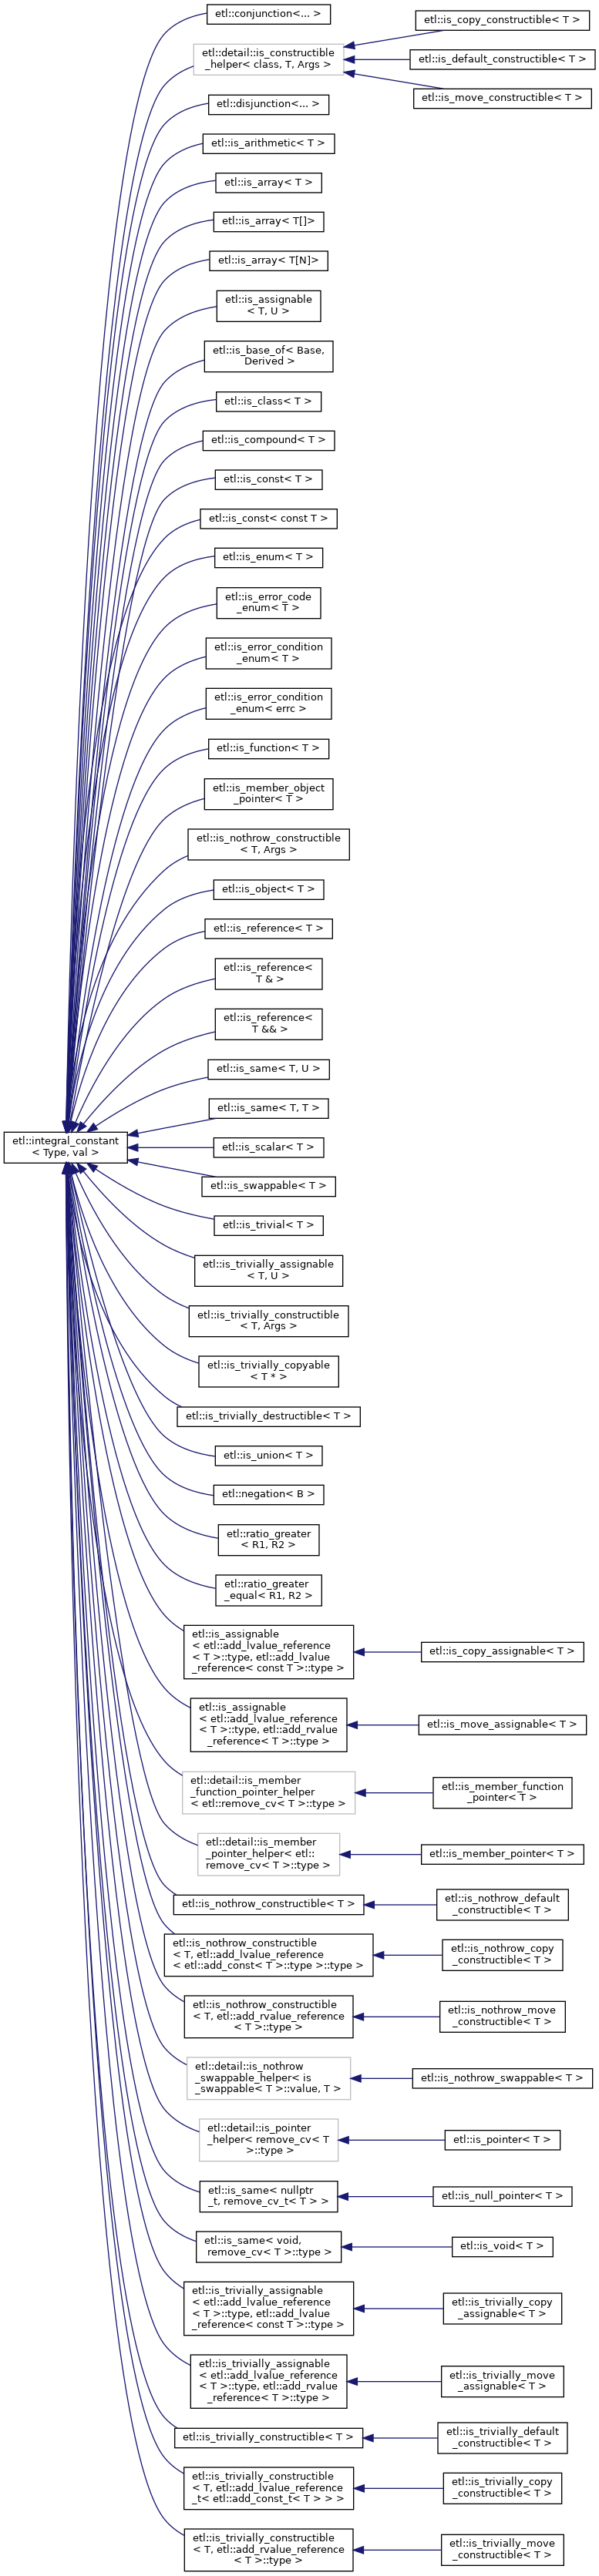 etl::conjunction<... >
etl::detail::is_constructible
_helper< class, T, Args >
etl::is_copy_constructible< T >
etl::is_default_constructible< T >
etl::is_move_constructible< T >
etl::disjunction<... >
etl::is_arithmetic< T >
etl::is_array< T >
etl::is_array< T[]>
etl::is_array< T[N]>
etl::is_assignable
< T, U >
etl::is_base_of< Base,
Derived >
etl::is_class< T >
etl::is_compound< T >
etl::is_const< T >
etl::is_const< const T >
etl::is_enum< T >
etl::is_error_code
_enum< T >
etl::is_error_condition
_enum< T >
etl::is_error_condition
_enum< errc >
etl::is_function< T >
etl::is_member_object
_pointer< T >
etl::is_nothrow_constructible
< T, Args >
etl::is_object< T >
etl::is_reference< T >
etl::is_reference<
T & >
etl::is_reference<
T && >
etl::is_same< T, U >
etl::is_same< T, T >
etl::integral_constant
< Type, val >
etl::is_scalar< T >
etl::is_swappable< T >
etl::is_trivial< T >
etl::is_trivially_assignable
< T, U >
etl::is_trivially_constructible
< T, Args >
etl::is_trivially_copyable
< T * >
etl::is_trivially_destructible< T >
etl::is_union< T >
etl::negation< B >
etl::ratio_greater
< R1, R2 >
etl::ratio_greater
_equal< R1, R2 >
etl::is_assignable
< etl::add_lvalue_reference
< T >::type, etl::add_lvalue
_reference< const T >::type >
etl::is_copy_assignable< T >
etl::is_assignable
< etl::add_lvalue_reference
< T >::type, etl::add_rvalue
_reference< T >::type >
etl::is_move_assignable< T >
etl::detail::is_member
_function_pointer_helper
< etl::remove_cv< T >::type >
etl::is_member_function
_pointer< T >
etl::detail::is_member
_pointer_helper< etl::
remove_cv< T >::type >
etl::is_member_pointer< T >
etl::is_nothrow_constructible< T >
etl::is_nothrow_default
_constructible< T >
etl::is_nothrow_constructible
< T, etl::add_lvalue_reference
< etl::add_const< T >::type >::type >
etl::is_nothrow_copy
_constructible< T >
etl::is_nothrow_constructible
< T, etl::add_rvalue_reference
< T >::type >
etl::is_nothrow_move
_constructible< T >
etl::detail::is_nothrow
_swappable_helper< is
_swappable< T >::value, T >
etl::is_nothrow_swappable< T >
etl::detail::is_pointer
_helper< remove_cv< T
>::type >
etl::is_pointer< T >
etl::is_same< nullptr
_t, remove_cv_t< T > >
etl::is_null_pointer< T >
etl::is_same< void,
remove_cv< T >::type >
etl::is_void< T >
etl::is_trivially_assignable
< etl::add_lvalue_reference
< T >::type, etl::add_lvalue
_reference< const T >::type >
etl::is_trivially_copy
_assignable< T >
etl::is_trivially_assignable
< etl::add_lvalue_reference
< T >::type, etl::add_rvalue
_reference< T >::type >
etl::is_trivially_move
_assignable< T >
etl::is_trivially_constructible< T >
etl::is_trivially_default
_constructible< T >
etl::is_trivially_constructible
< T, etl::add_lvalue_reference
_t< etl::add_const_t< T > > >
etl::is_trivially_copy
_constructible< T >
etl::is_trivially_constructible
< T, etl::add_rvalue_reference
< T >::type >
etl::is_trivially_move
_constructible< T >